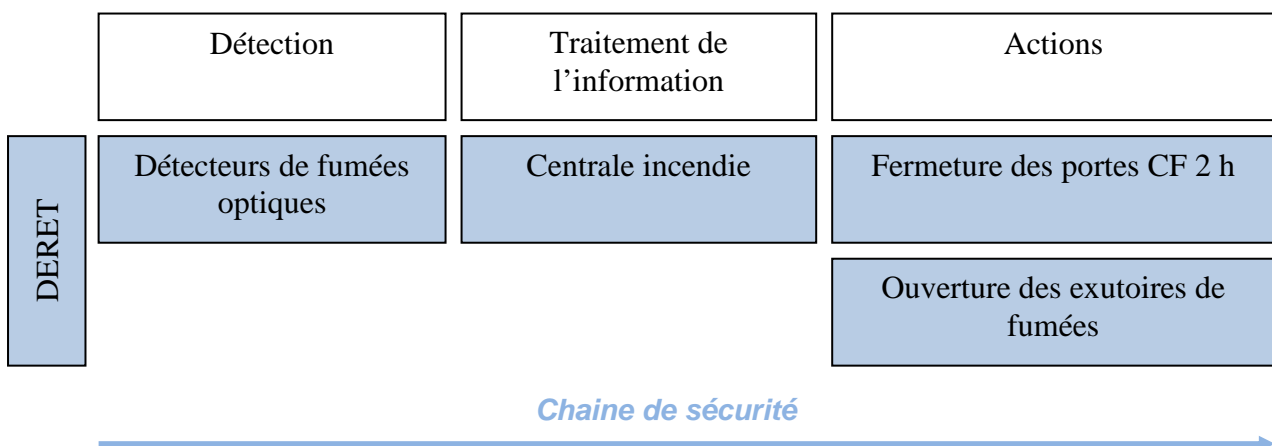 Détection
Traitement de
l’information
Actions
DERET
Détecteurs de fumées
optiques
Centrale incendie
Fermeture des portes CF 2 h
Ouverture des exutoires de
fumées
Chaine de sécurité